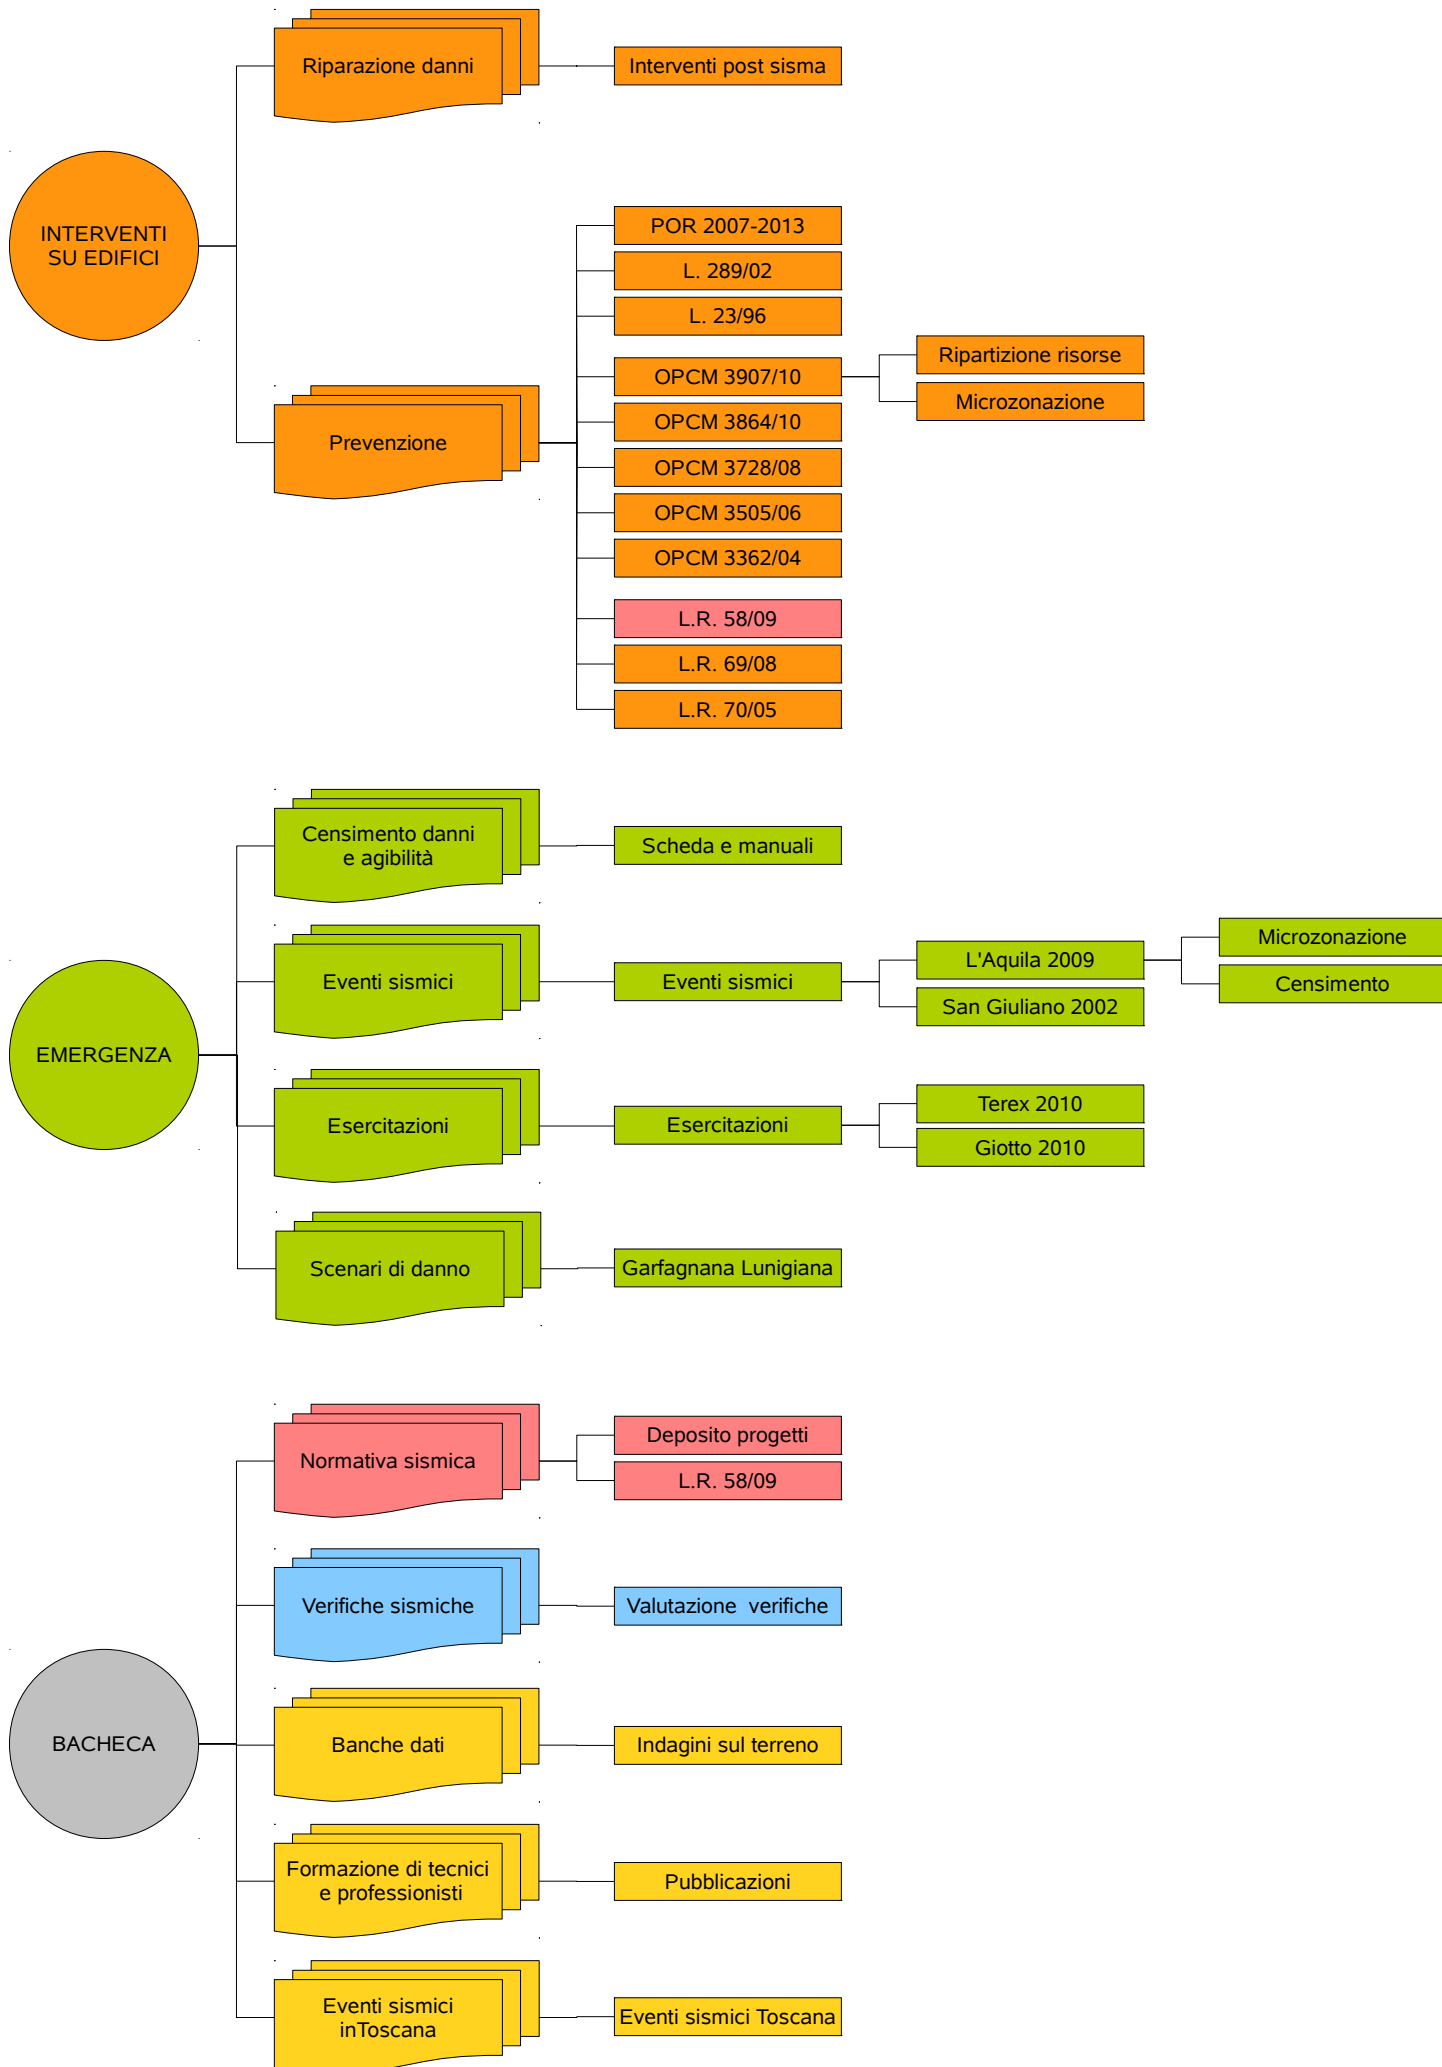 Riparazione danni
Interventi post sisma
INTERVENTI
SU EDIFICI
POR 2007-2013
L. 289/02
L. 23/96
OPCM 3907/10
Ripartizione risorse
Microzonazione
OPCM 3864/10
Prevenzione
OPCM 3728/08
OPCM 3505/06
OPCM 3362/04
L.R. 58/09
L.R. 69/08
L.R. 70/05
Censimento danni
e agibilità
Scheda e manuali
EMERGENZA
Eventi sismici
Eventi sismici
L'Aquila 2009
San Giuliano 2002
Microzonazione
Censimento
Esercitazioni
Esercitazioni
Terex 2010
Giotto 2010
Scenari di danno
Garfagnana Lunigiana
Normativa sismica
Deposito progetti
L.R. 58/09
Verifiche sismiche
Valutazione  verifiche
BACHECA
Banche dati
Indagini sul terreno
Formazione di tecnici
e professionisti
Pubblicazioni
Eventi sismici
inToscana
Eventi sismici Toscana